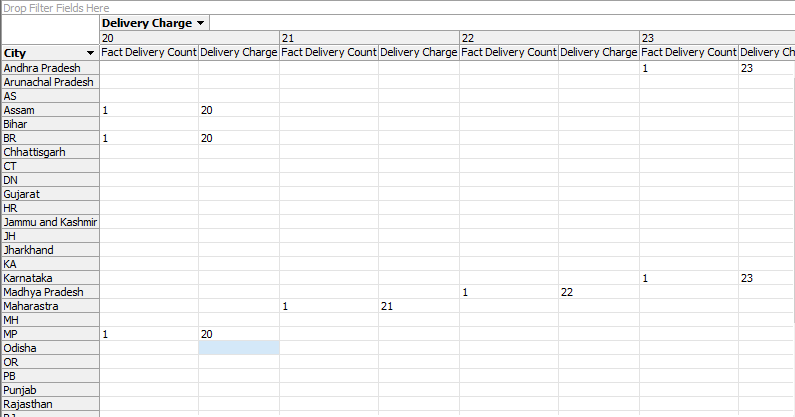 Drop Filter Fields Here
Delivery Charge
20 21 22 23
City Fact Delivery Count Delivery Charge Fact Delivery Count Delivery Charge Fact Delivery Count Delivery Charge Fact Delivery Count Delivery Ch
Andhra Pradesh 1 23
Arunachal Pradesh
AS
Assam 1 20
Bihar
BR 1 20
Chhattisgarh
CT
DN
Gujarat
HR
Jammu and Kashmir
JH
Jharkhand
KA
Karnataka 1 23
Madhya Pradesh 1 22
Maharastra 1 21
MH
MP 1 20
Odisha
OR
PB
Punjab
Rajasthan